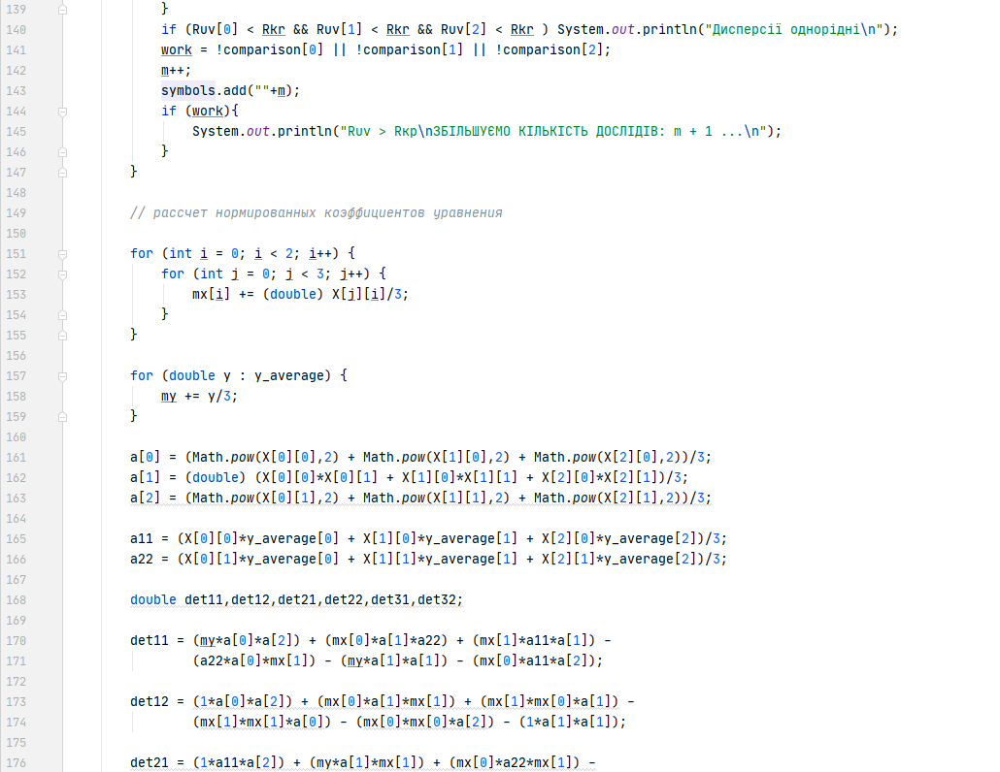 139 }
140 if (Ruv[0] < Rkr && Ruv[1] < Rkr && Ruv[2] < Rkr ) System.out.println("Дисперсії однорідні\n");
141 work = !comparison[0] || !comparison[1] || !comparison[2];
142 m++;
143 symbols.add(""+m);
144 if (work){
145 System.out.println("Ruv > Rкр\nЗБІЛЬШУЄМО КІЛЬКІСТЬ ДОСЛІДІВ: m + 1 ...\n");
146 }
147 }
148
149 // рассчет нормированных коэффициентов уравнения
150
151 for (int i = 0; i < 2; i++) {
152 for (int j = 0; j < 3; j++) {
153 mx[i] += (double) X[j][i]/3;
154 }
155 }
156
157 for (double y : y_average) {
158 my += y/3;
159 }
160
161 a[0] = (Math.pow(X[0][0],2) + Math.pow(X[1][0],2) + Math.pow(X[2][0],2))/3;
162 a[1] = (double) (X[0][0]*X[0][1] + X[1][0]*X[1][1] + X[2][0]*X[2][1])/3;
163 a[2] = (Math.pow(X[0][1],2) + Math.pow(X[1][1],2) + Math.pow(X[2][1],2))/3;
164
165 a11 = (X[0][0]*y_average[0] + X[1][0]*y_average[1] + X[2][0]*y_average[2])/3;
166 a22 = (X[0][1]*y_average[0] + X[1][1]*y_average[1] + X[2][1]*y_average[2])/3;
167
168 double det11,det12,det21,det22,det31,det32;
169
170 det11 = (my*a[0]*a[2]) + (mx[0]*a[1]*a22) + (mx[1]*a11*a[1]) -
171 (a22*a[0]*mx[1]) - (my*a[1]*a[1]) - (mx[0]*a11*a[2]);
172
173 det12 = (1*a[0]*a[2]) + (mx[0]*a[1]*mx[1]) + (mx[1]*mx[0]*a[1]) -
174 (mx[1]*mx[1]*a[0]) - (mx[0]*mx[0]*a[2]) - (1*a[1]*a[1]);
175
176 det21 = (1*a11*a[2]) + (my*a[1]*mx[1]) + (mx[0]*a22*mx[1]) -